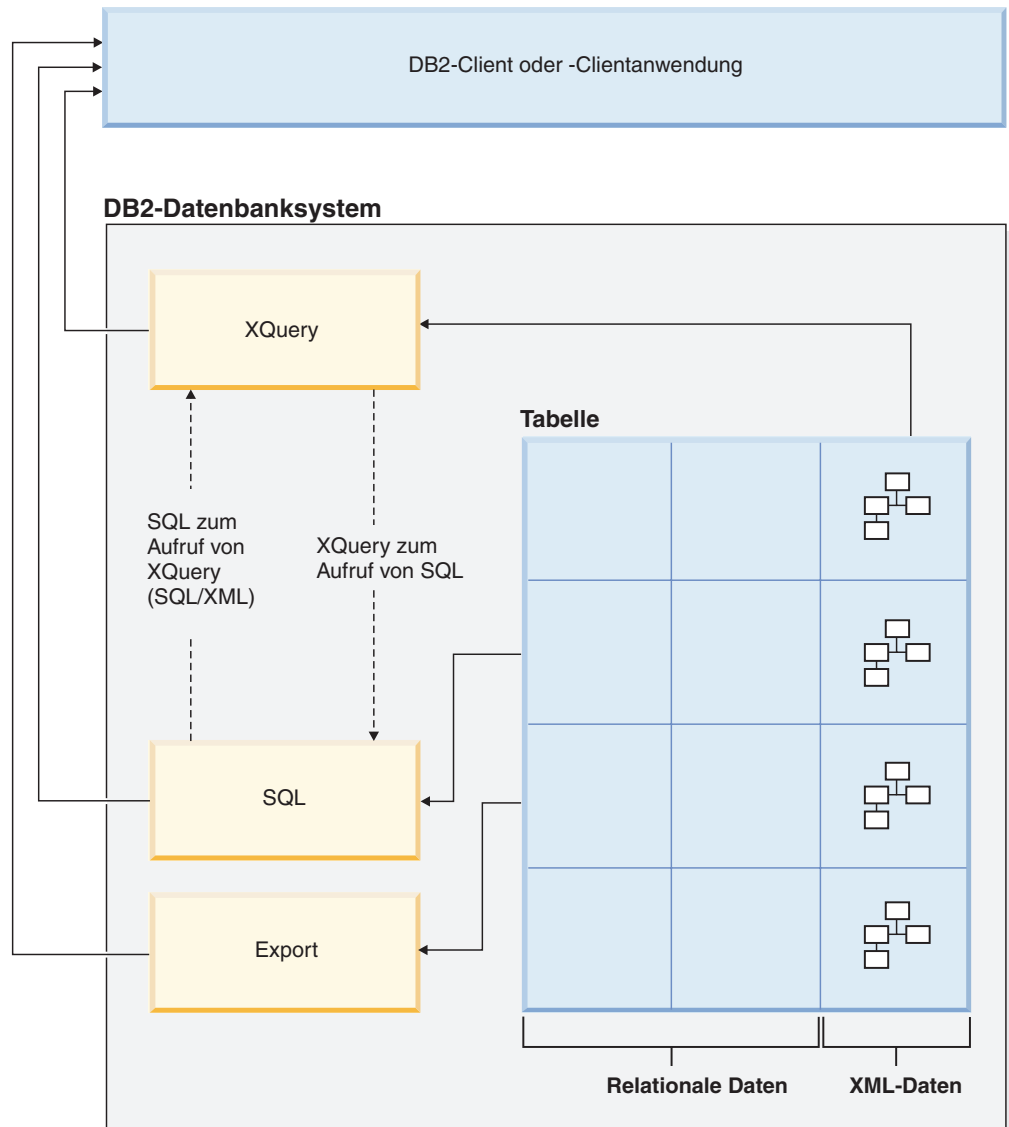 DB2-Client oder -Clientanwendung
DB2-Datenbanksystem
XQuery
Tabelle
SQL zum
Aufruf von
XQuery
(SQL/XML)
XQuery zum
Aufruf von SQL
SQL
Export
Relationale Daten
XML-Daten